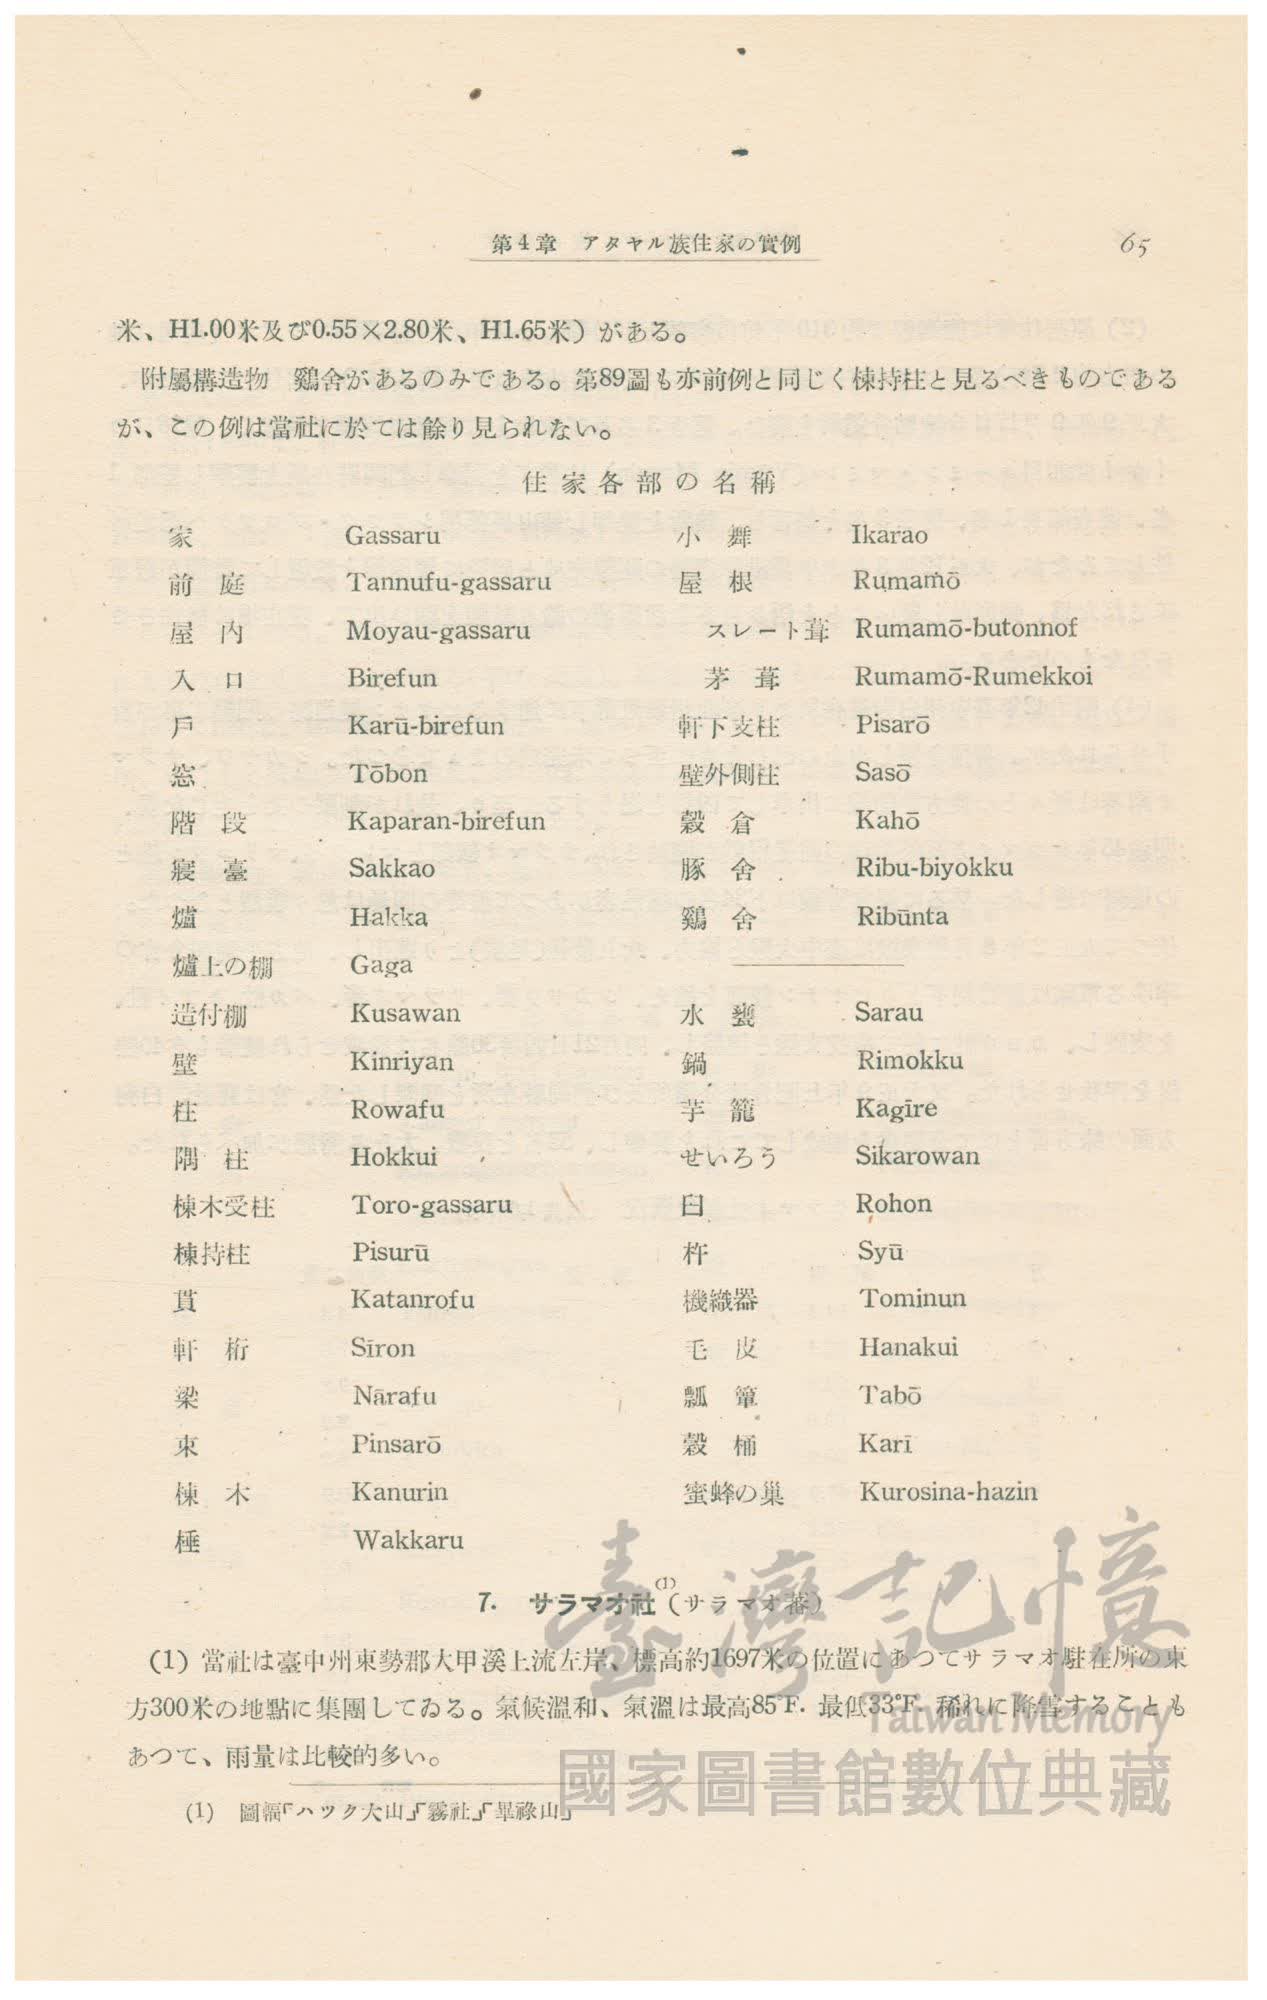 第4章 アタヤル族住家の實例
65
米、H1.00米及び0.55×2.80米、H1.65米）がある。
附屬構造物 鷄舍があるのみである。第89圖も亦前例と同じく棟持柱と見るべきものである
が、この例は當社に於ては餘り見られない。
住家各部の名稱
家 Gassaru
前庭 Tannufu-gassaru
屋內 Moyau-gassaru
入口 Birefun
戶 Karū-birefun
窓 Tōbon
階段 Kaparan-birefun
寢臺 Sakkao
爐 Hakka
爐上の棚 Gaga
造付棚 Kusawan
壁 Kinriyan
柱 Rowafu
隅柱 Hokkui
棟木受柱 Toro-gassaru
棟持柱 Pisurū
貫 Katanrofu
軒桁 Sīron
梁 Nārafu
束 Pinsarō
棟木 Kanurin
棰 Wakkaru
小舞 Ikarao
屋根 Rumamō
スレート葺 Rumamō-butonnof
茅葺 Rumamō-Rumekkoi
軒下支柱 Pisarō
壁外側柱 Sasō
穀倉 Kahō
豚舍 Ribu-biyokku
鷄舍 Ribūnta
水甕 Sarau
鍋 Rimokku
芋籠 Kagīre
せいろう Sikarowan
臼 Rohon
杵 Syū
機織器 Tominun
毛皮 Hanakui
瓢簞 Tabō
穀桶 Karī
蜜蜂の巢 Kurosina-hazin
7. サラマオ社(1)（サラマオ蕃）
(1) 當社は臺中州東勢郡大甲溪上流左岸、標高約1697米の位置にあつてサラマオ駐在所の東
方300米の地點に集團してゐる。氣候溫和、氣溫は最高85°F. 最低33°F. 稀れに降雪することも
あつて、雨量は比較的多い。
(1) 圖幅「ハツク大山」「霧社」「畢祿山」
臺灣記憶
Taiwan Memory
國家圖書館數位典藏